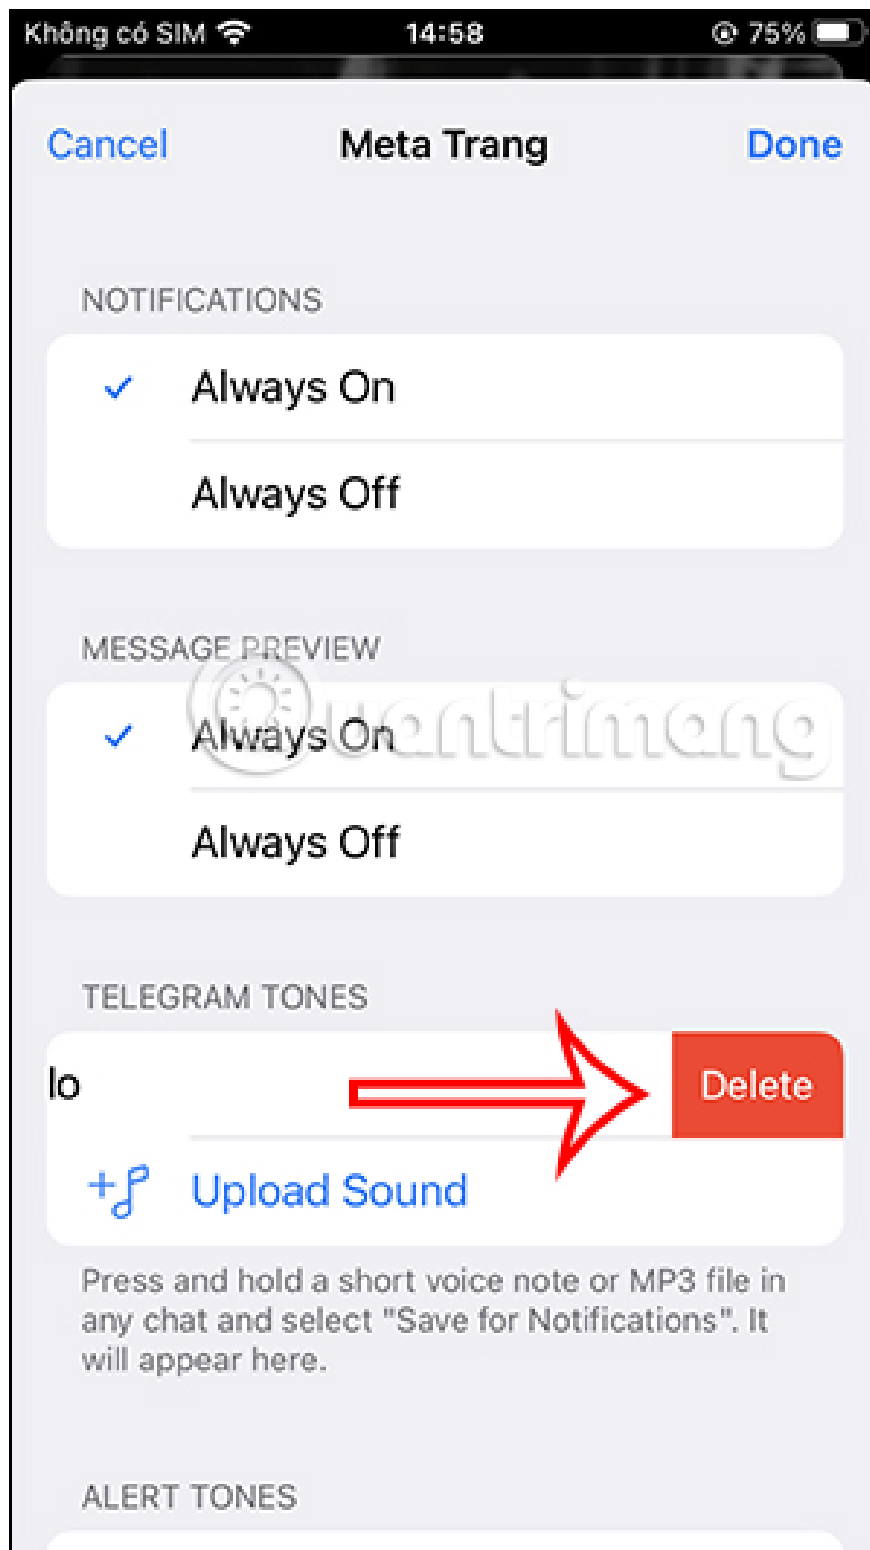 Không có SIM 14:58 75%
Cancel Meta Trang Done
NOTIFICATIONS
Always On
Always Off
MESSAGE PREVIEW
Always On
Quantrimang
Always Off
TELEGRAM TONES
lo Delete
Upload Sound
Press and hold a short voice note or MP3 file in
any chat and select "Save for Notifications". It
will appear here.
ALERT TONES